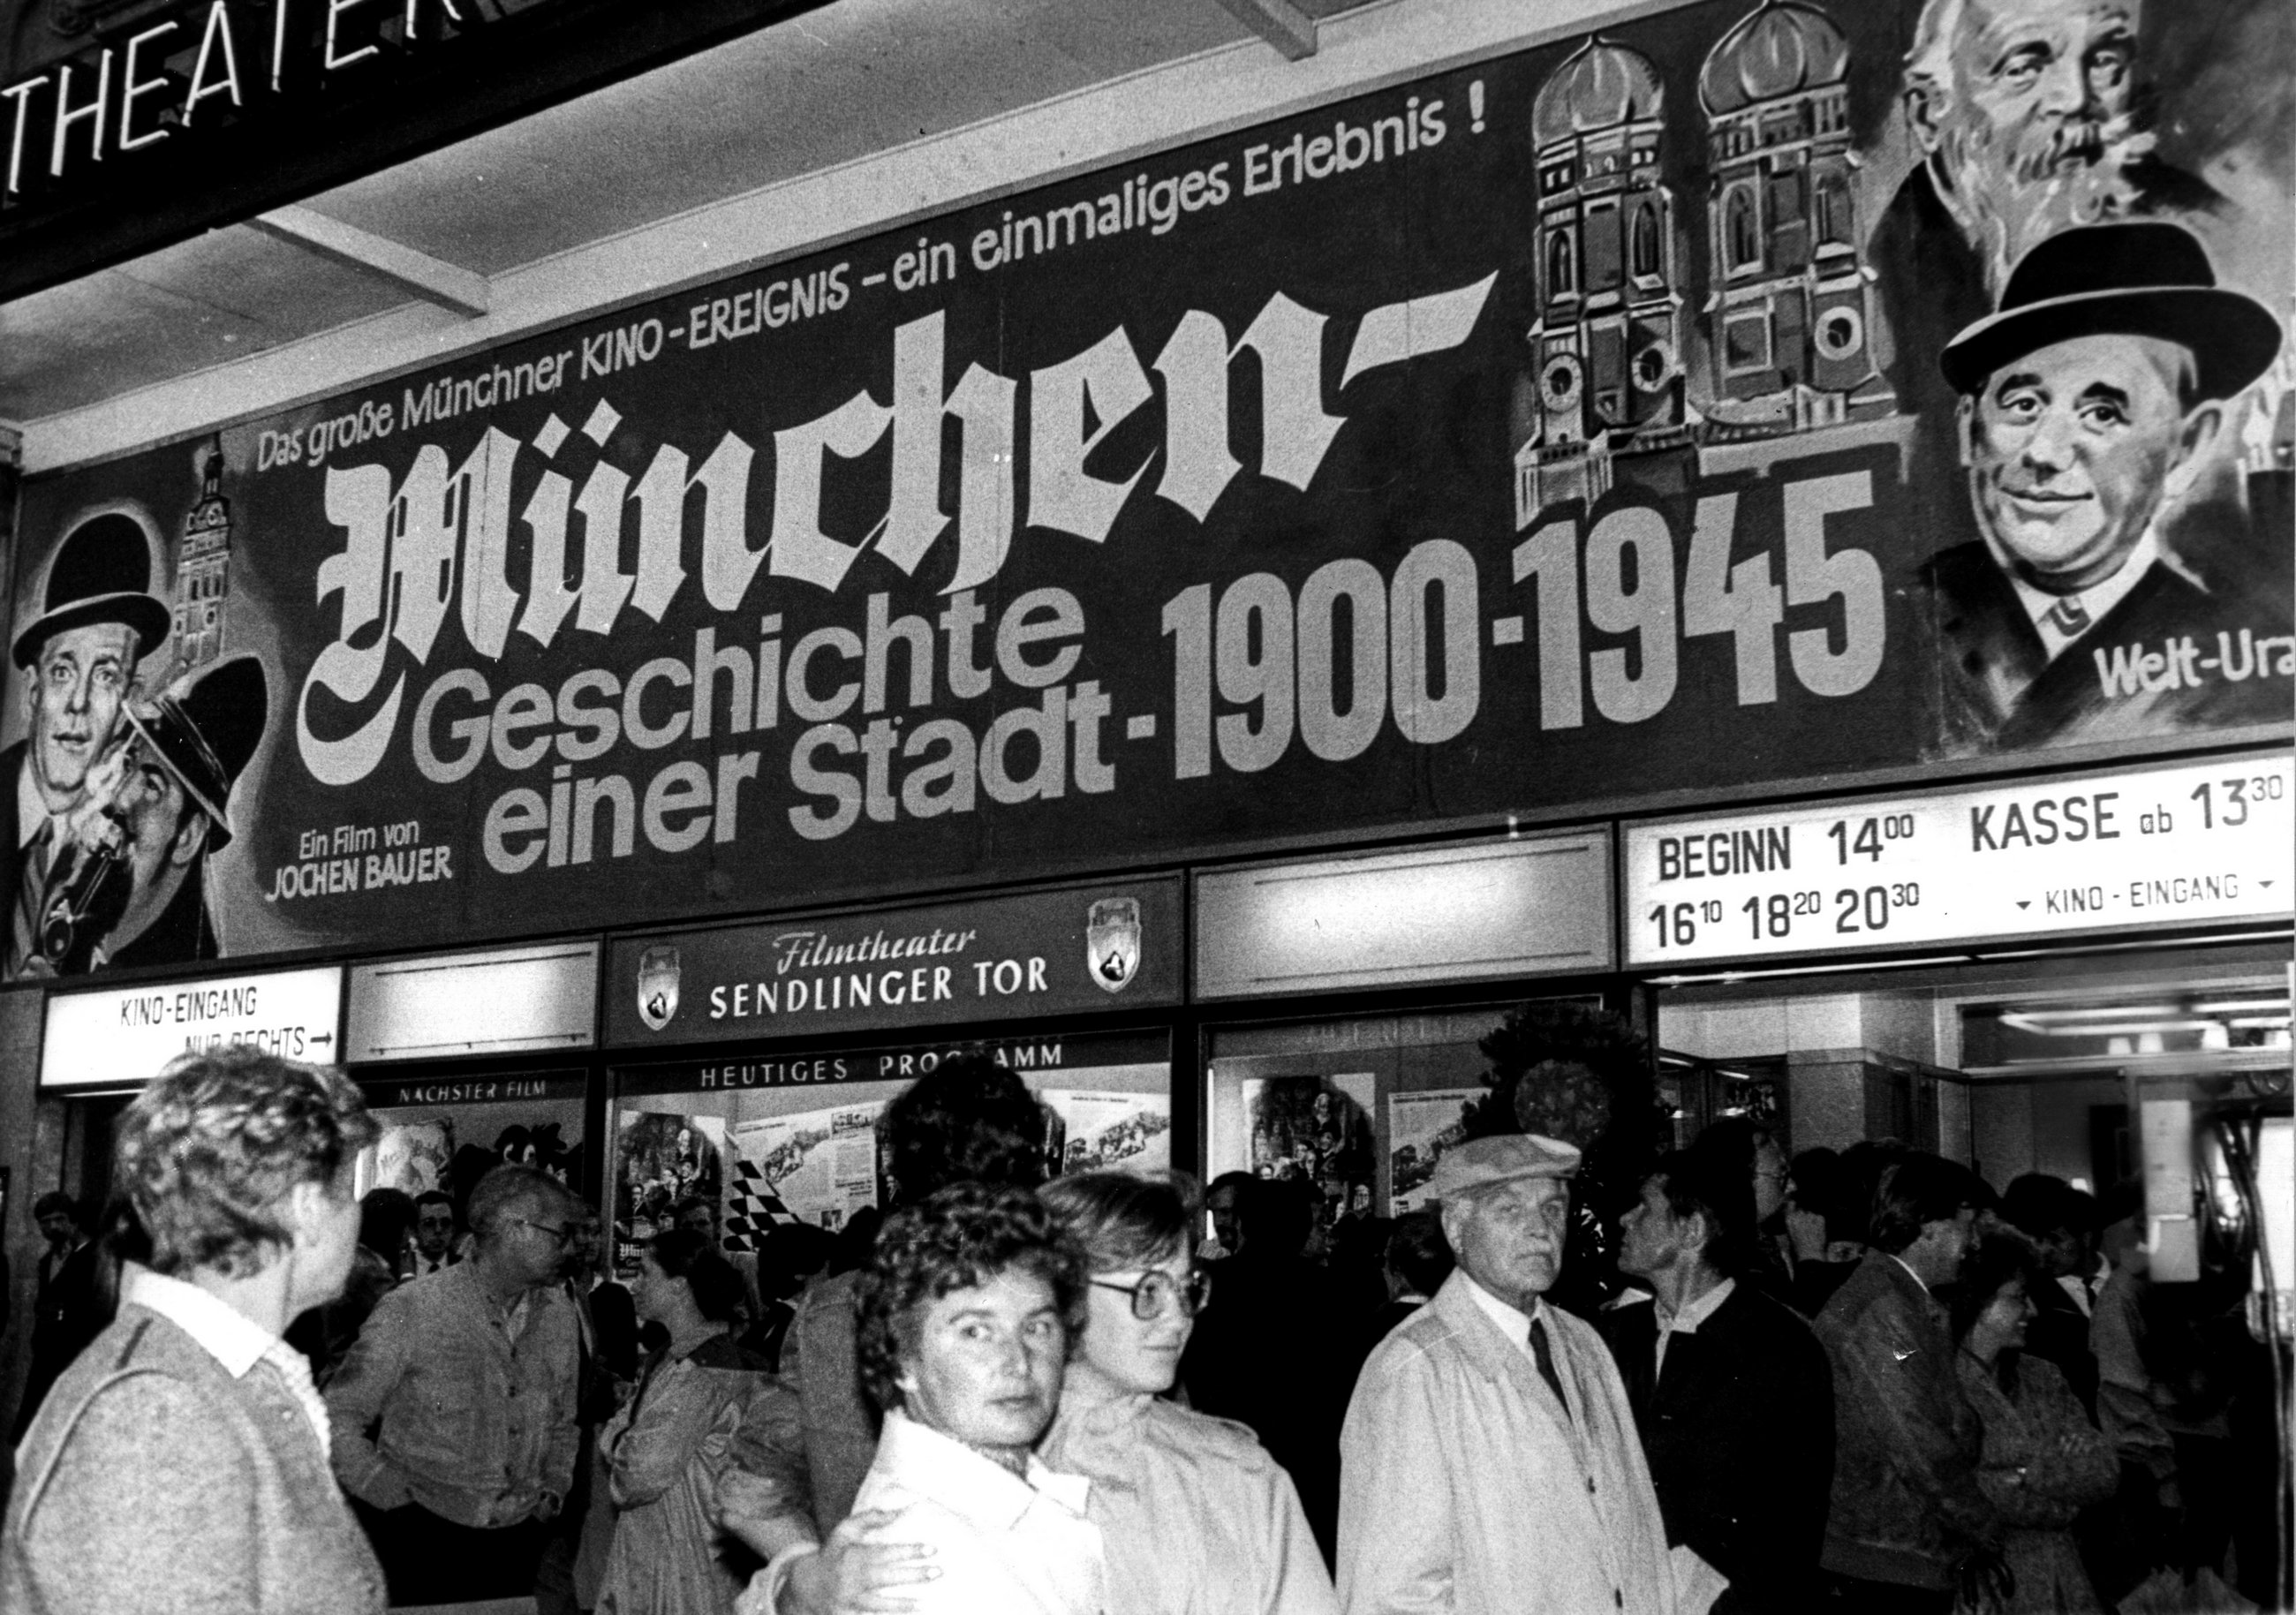 THEATER
Das große Münchner KINO-EREIGNIS – ein einmaliges Erlebnis !
München-
Geschichte
einer Stadt-1900-1945
Ein Film von
JOCHEN BAUER
Welt-Ura
BEGINN 14⁰⁰ KASSE ab 13³⁰
16¹⁰ 18²⁰ 20³⁰ KINO-EINGANG
Filmtheater
SENDLINGER TOR
KINO-EINGANG
NUR RECHTS →
NÄCHSTER FILM
HEUTIGES PROGRAMM